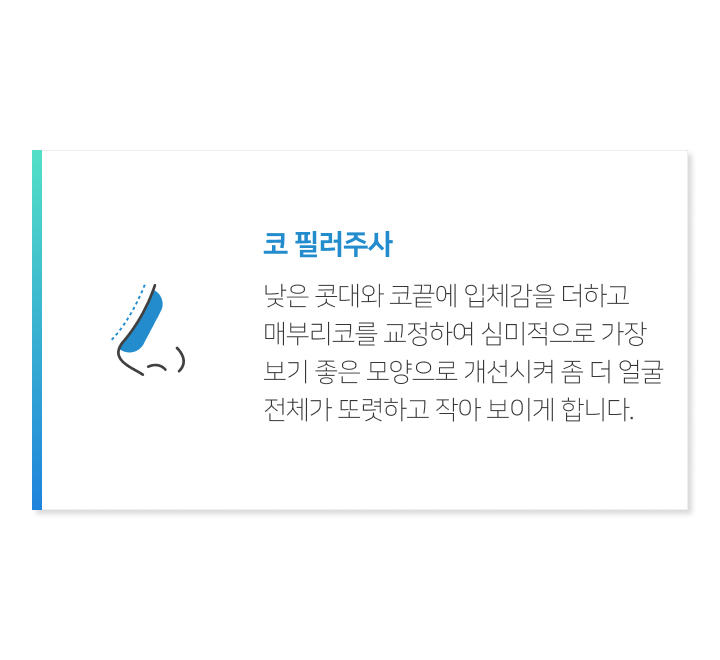 코 필러주사
낮은 콧대와 코끝에 입체감을 더하고
매부리코를 교정하여 심미적으로 가장
보기 좋은 모양으로 개선시켜 좀 더 얼굴
전체가 또렷하고 작아 보이게 합니다.